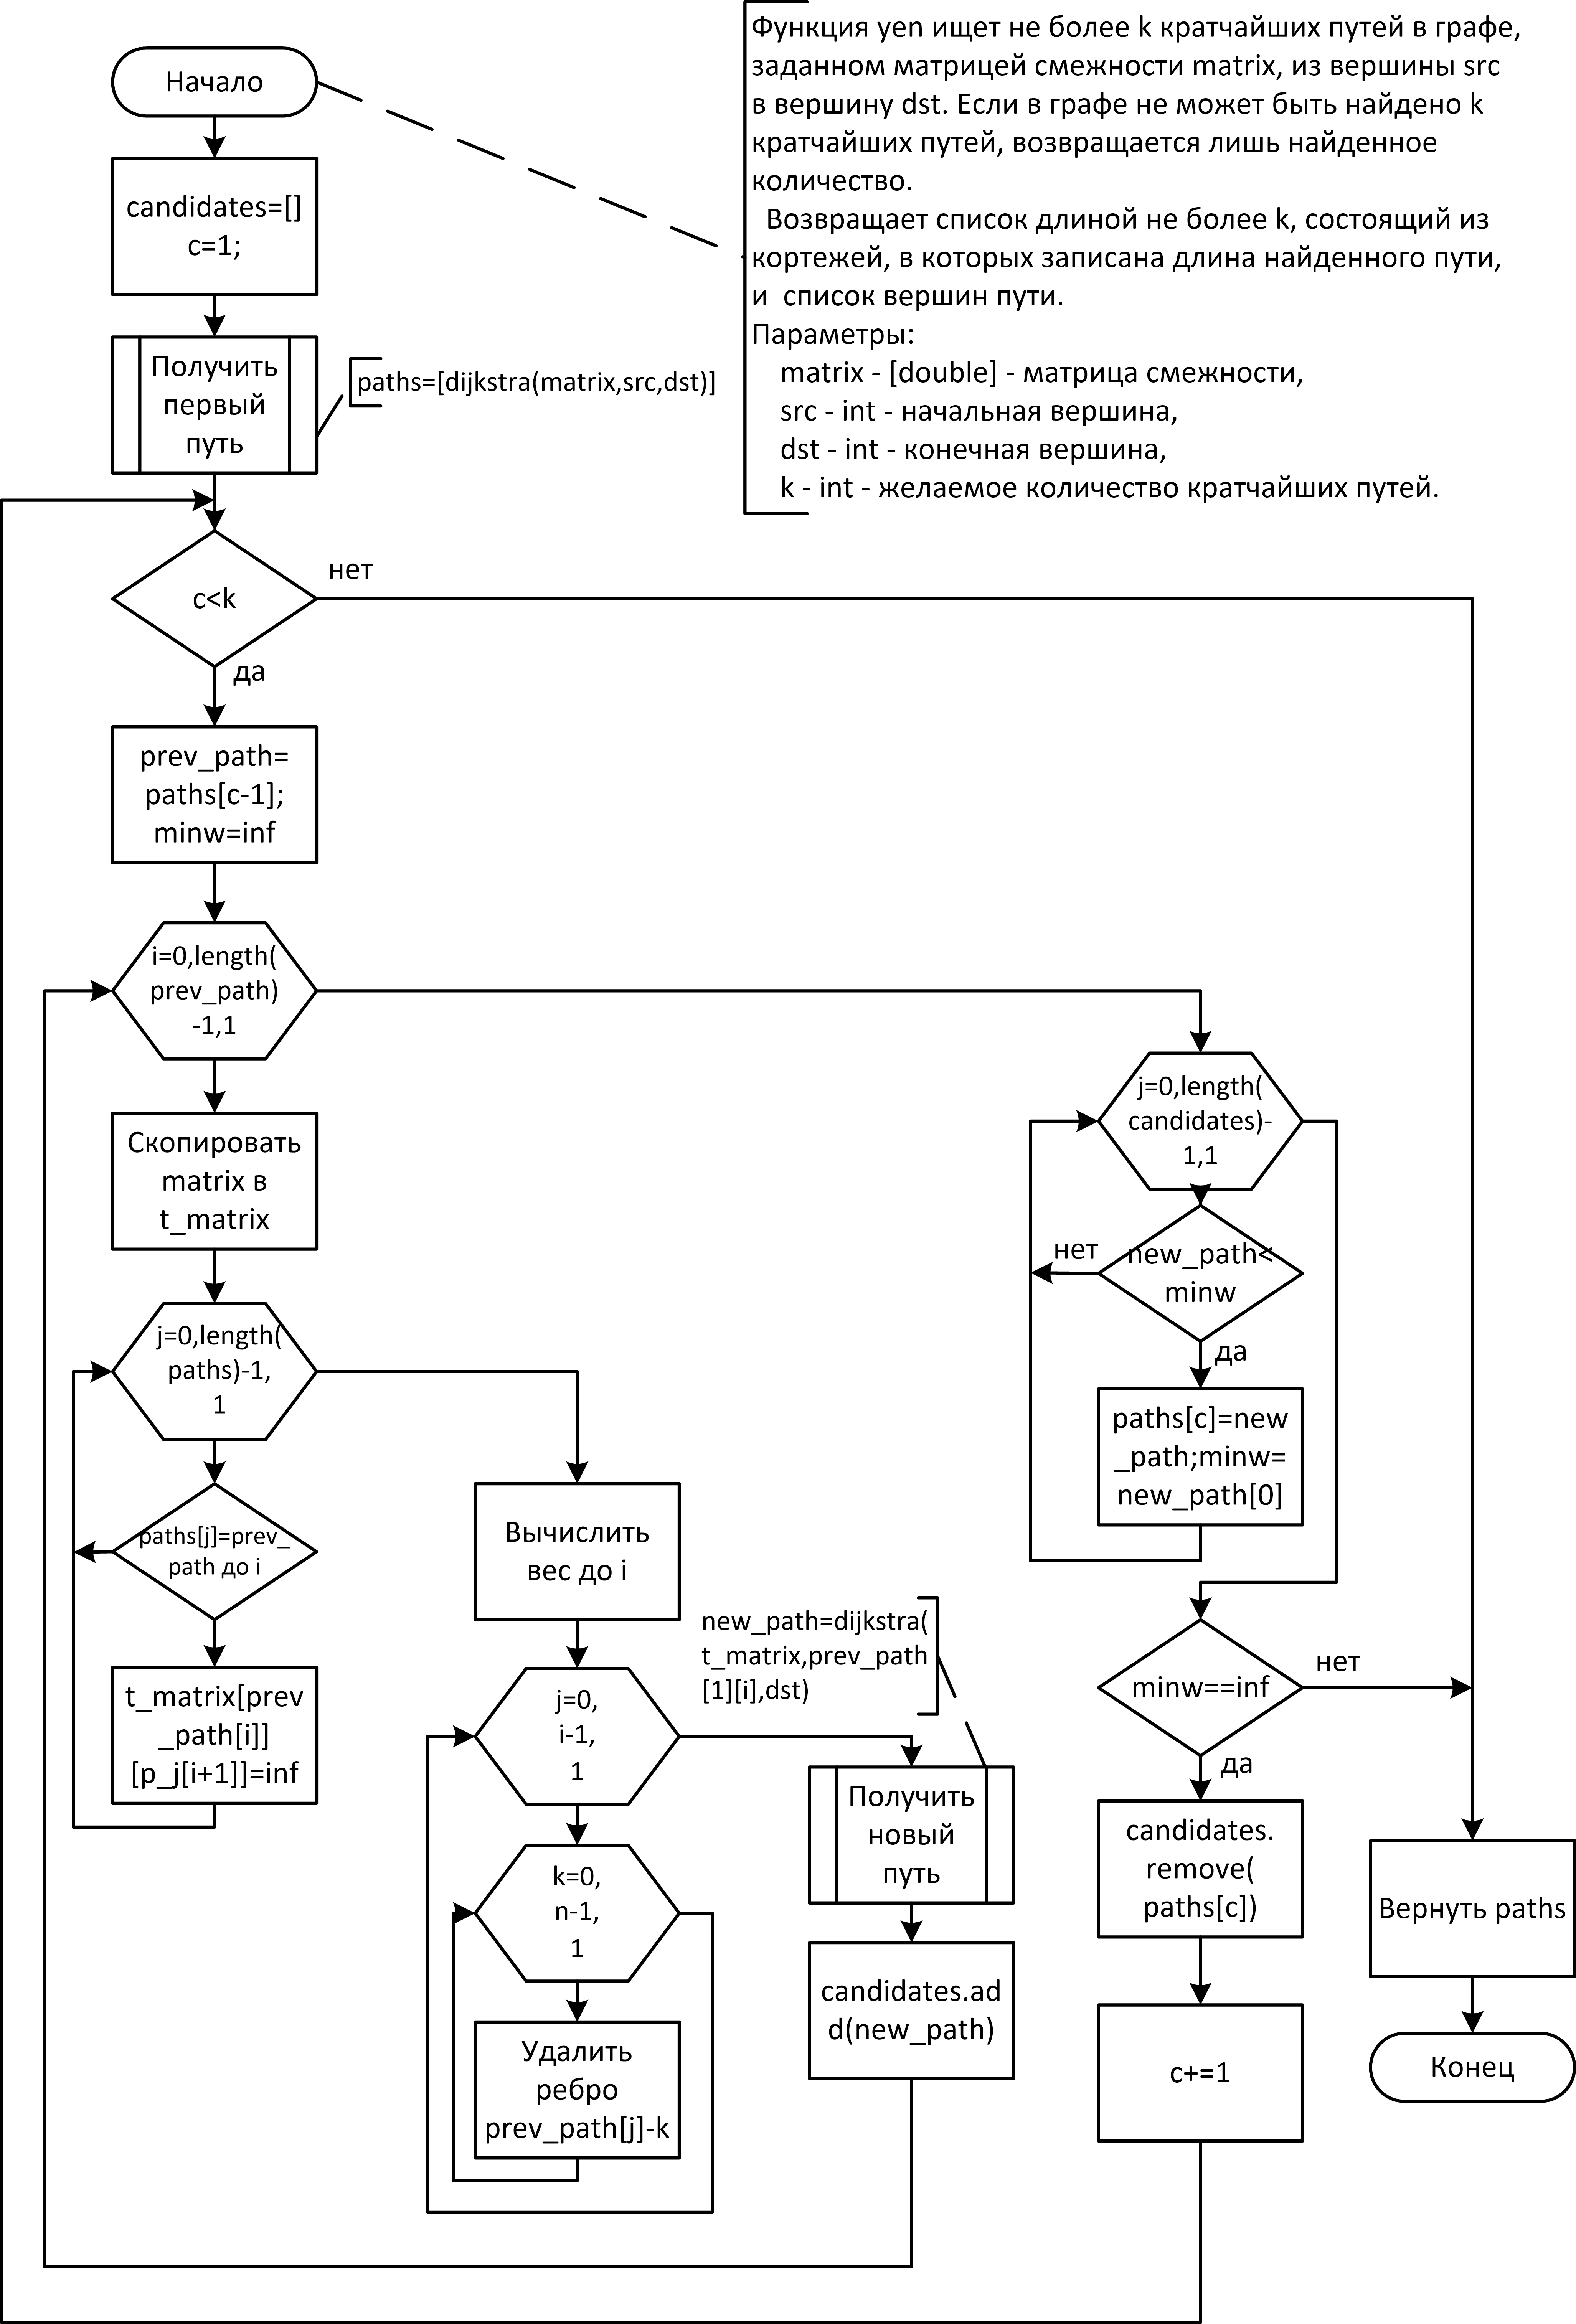 Начало
Функция yen ищет не более k кратчайших путей в графе,
заданном матрицей смежности matrix, из вершины src
в вершину dst. Если в графе не может быть найдено k
кратчайших путей, возвращается лишь найденное
количество.
Возвращает список длиной не более k, состоящий из
кортежей, в которых записана длина найденного пути,
и список вершин пути.
Параметры:
matrix - [double] - матрица смежности,
src - int - начальная вершина,
dst - int - конечная вершина,
k - int - желаемое количество кратчайших путей.
candidates=[]
c=1;
Получить
первый
путь
paths=[dijkstra(matrix,src,dst)]
c<k
нет
да
prev_path=
paths[c-1];
minw=inf
i=0,length(
prev_path)
-1,1
Скопировать
matrix в
t_matrix
j=0,length(
paths)-1,
1
paths[j]=prev_
path до i
t_matrix[prev
_path[i]]
[p_j[i+1]]=inf
Вычислить
вес до i
j=0,
i-1,
1
k=0,
n-1,
1
Удалить
ребро
prev_path[j]-k
new_path=dijkstra(
t_matrix,prev_path
[1][i],dst)
Получить
новый
путь
candidates.ad
d(new_path)
j=0,length(
candidates)-
1,1
new_path<
minw
нет
да
paths[c]=new
_path;minw=
new_path[0]
minw==inf
нет
да
candidates.
remove(
paths[c])
c+=1
Вернуть paths
Конец